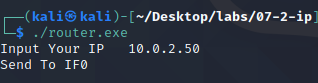 ┌──(kali㉿kali)-[~/Desktop/labs/07-2-ip]
└─$ ./router.exe
Input Your IP   10.0.2.50
Send To IF0